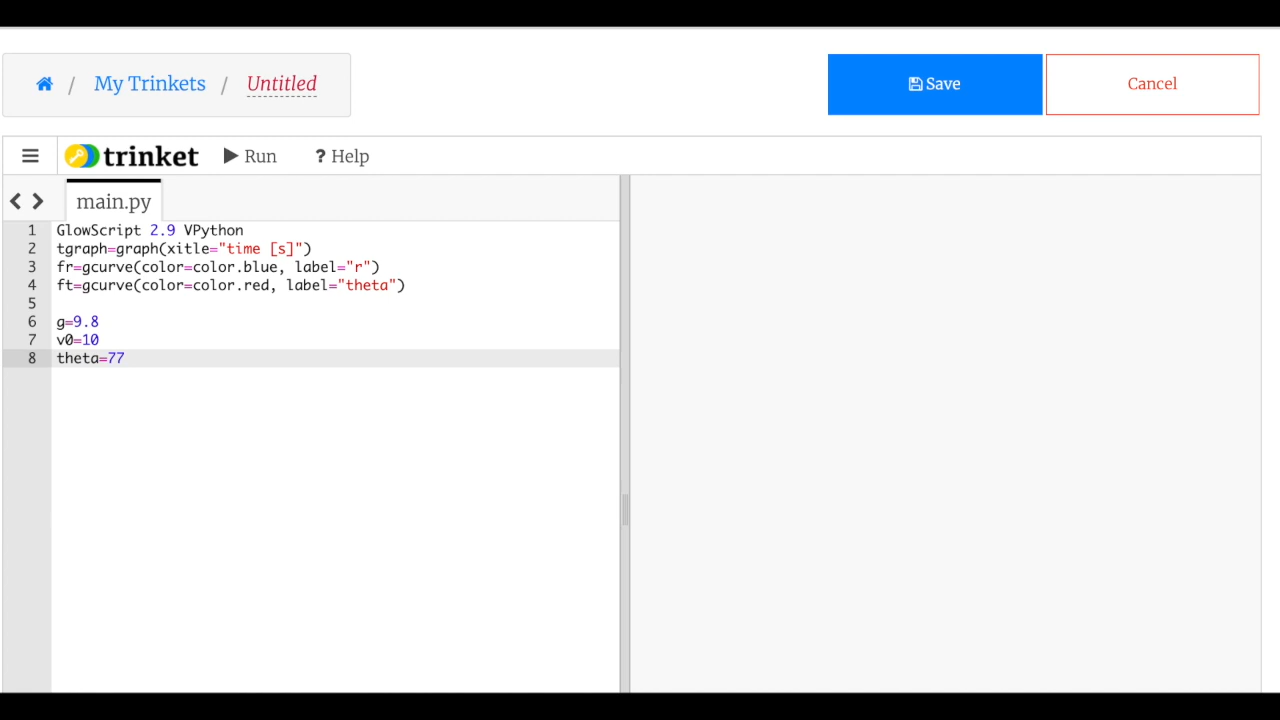 / My Trinkets / Untitled
Save
Cancel
trinket Run ? Help
main.py
1 GlowScript 2.9 VPython
2 tgraph=graph(xitle="time [s]")
3 fr=gcurve(color=color.blue, label="r")
4 ft=gcurve(color=color.red, label="theta")
5
6 g=9.8
7 v0=10
8 theta=77